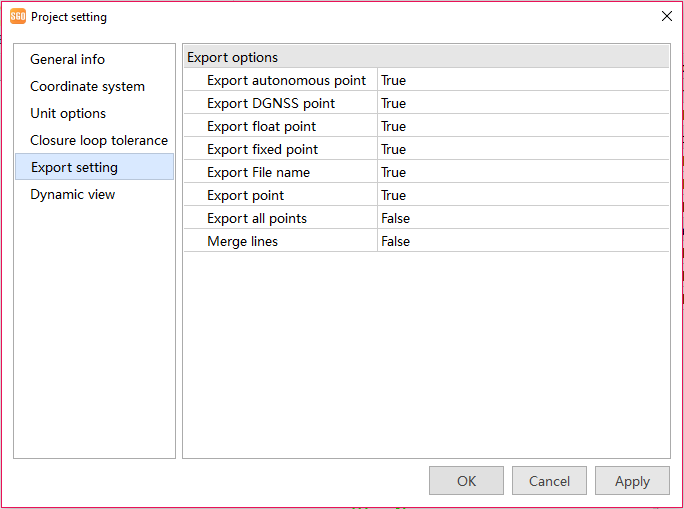 SGO Project setting
General info
Coordinate system
Unit options
Closure loop tolerance
Export setting
Dynamic view
Export options
Export autonomous point True
Export DGNSS point True
Export float point True
Export fixed point True
Export File name True
Export point True
Export all points False
Merge lines False
OK Cancel Apply